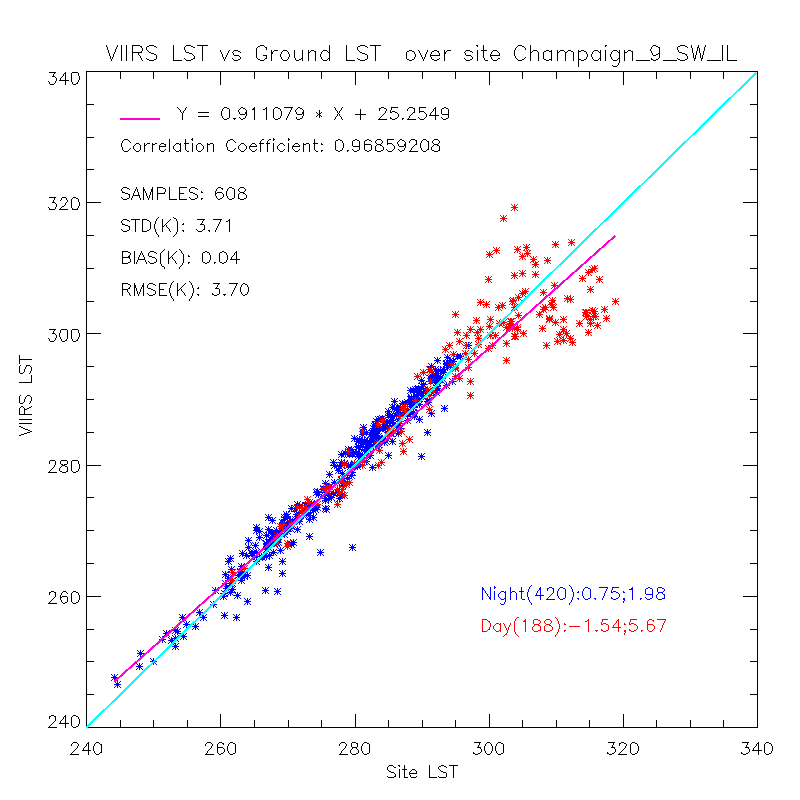 VIIRS LST vs Ground LST  over site Champaign_9_SW_IL
Y = 0.911079 * X + 25.2549
Correlation Coefficient: 0.96859208
SAMPLES: 608
STD(K): 3.71
BIAS(K): 0.04
RMSE(K): 3.70
340
320
300
280
260
240
VIIRS LST
Night(420):0.75;1.98
Day(188):-1.54;5.67
240 260 280 300 320 340
Site LST